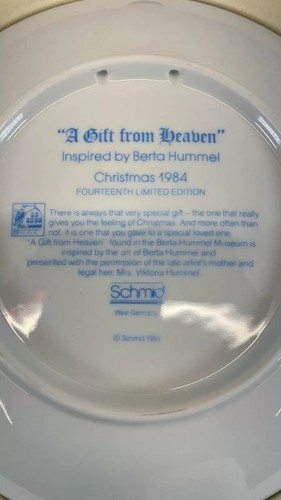 "A Gift from Heaven"
Inspired by Berta Hummel
Christmas 1984
FOURTEENTH LIMITED EDITION
There is always that very special gift – the one that really
gives you the feeling of Christmas. And more often than
not, it is one that you gave to a special loved one.
"A Gift from Heaven" found in the Berta Hummel Museum is
inspired by the art of Berta Hummel and
presented with the permission of the late artist's mother and
legal heir, Mrs. Viktoria Hummel.
Schmid
West Germany
© Schmid 1983